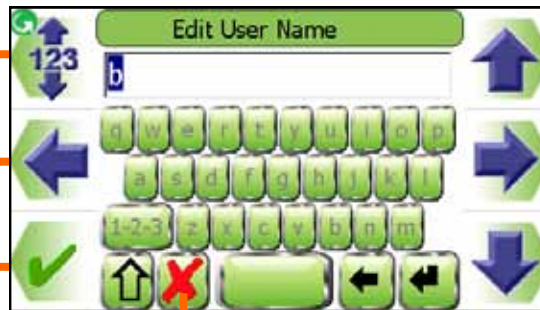 Edit User Name
123
b
q w e r t y u i o p
a s d f g h j k l
1-2-3 z x c v b n m